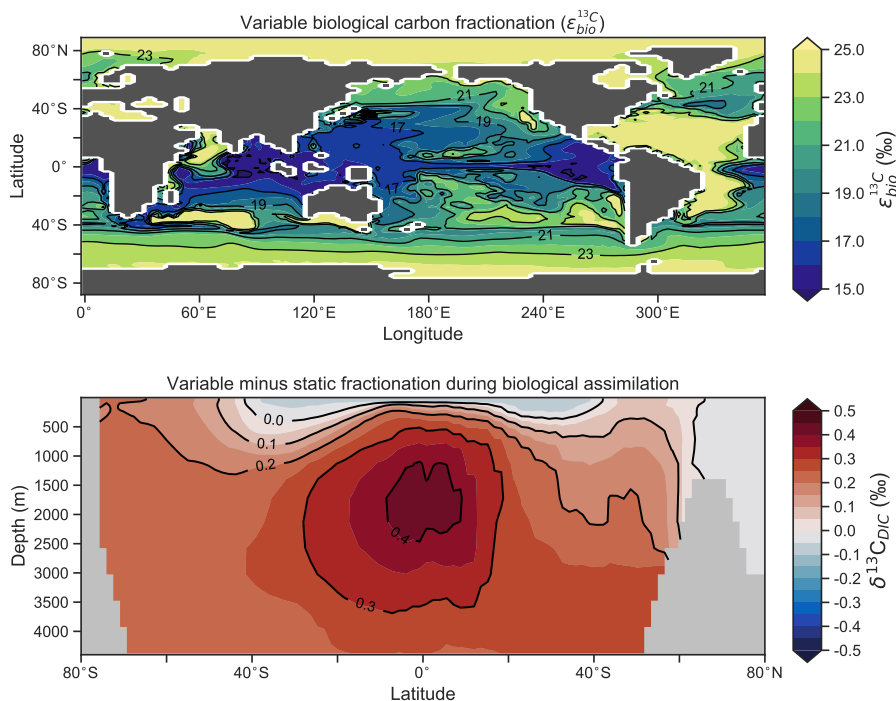 Variable biological carbon fractionation (ε_bio^13C)
80°N
40°S
0°
40°S
80°S
Latitude
23
21
21
19
17
17
19
21
23
0°
60°E
120°E
180°E
240°E
300°E
Longitude
25.0
23.0
21.0
19.0
17.0
15.0
ε_bio^13C (‰)
Variable minus static fractionation during biological assimilation
500
1000
1500
2000
2500
3000
3500
4000
Depth (m)
0.0
0.1
0.2
0.4
0.3
80°S
40°S
0°
40°S
80°N
Latitude
0.5
0.4
0.3
0.2
0.1
0.0
-0.1
-0.2
-0.3
-0.4
-0.5
δ^13C_DIC (‰)